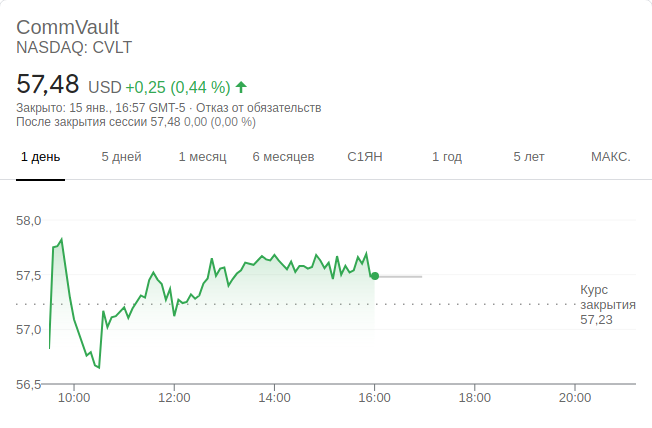 CommVault
NASDAQ: CVLT
57,48 USD +0,25 (0,44 %)
Закрыто: 15 янв., 16:57 GMT-5 · Отказ от обязательств
После закрытия сессии 57,48 0,00 (0,00 %)
1 день 5 дней 1 месяц 6 месяцев С1ЯН 1 год 5 лет МАКС.
58,0
57,5
Курс
закрытия
57,23
57,0
56,5
10:00 12:00 14:00 16:00 18:00 20:00